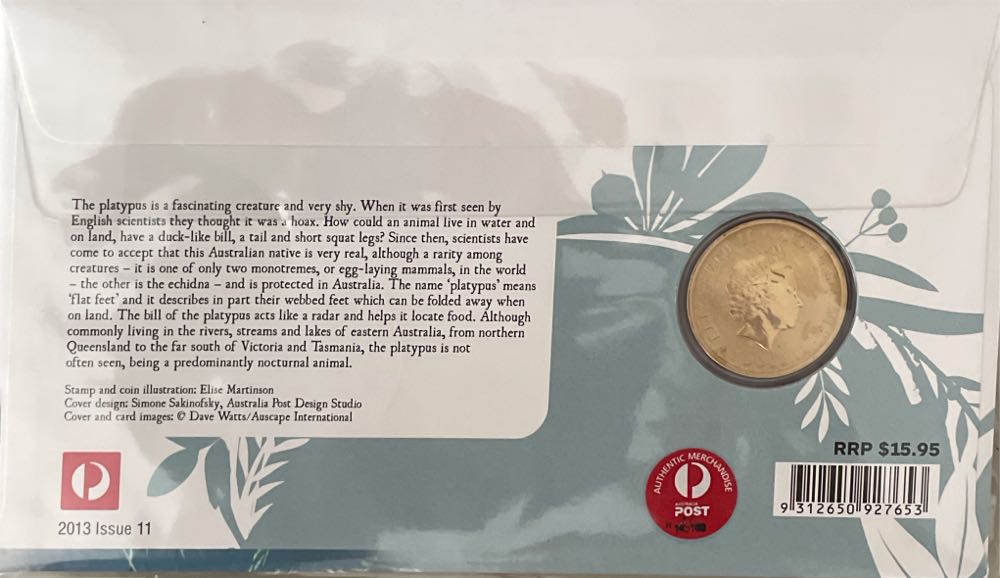 The platypus is a fascinating creature and very shy. When it was first seen by
English scientists they thought it was a hoax. How could an animal live in water and
on land, have a duck-like bill, a tail and short squat legs? Since then, scientists have
come to accept that this Australian native is very real, although a rarity among
creatures – it is one of only two monotremes, or egg-laying mammals, in the world
– the other is the echidna – and is protected in Australia. The name 'platypus' means
'flat feet' and it describes in part their webbed feet which can be folded away when
on land. The bill of the platypus acts like a radar and helps it locate food. Although
commonly living in the rivers, streams and lakes of eastern Australia, from northern
Queensland to the far south of Victoria and Tasmania, the platypus is not
often seen, being a predominantly nocturnal animal.
Stamp and coin illustration: Elise Martinson
Cover design: Simone Sakinofsky, Australia Post Design Studio
Cover and card images: © Dave Watts/Auscape International
2013 Issue 11
AUTHENTIC MERCHANDISE
AUSTRALIA
POST
RRP $15.95
9 312650 927653